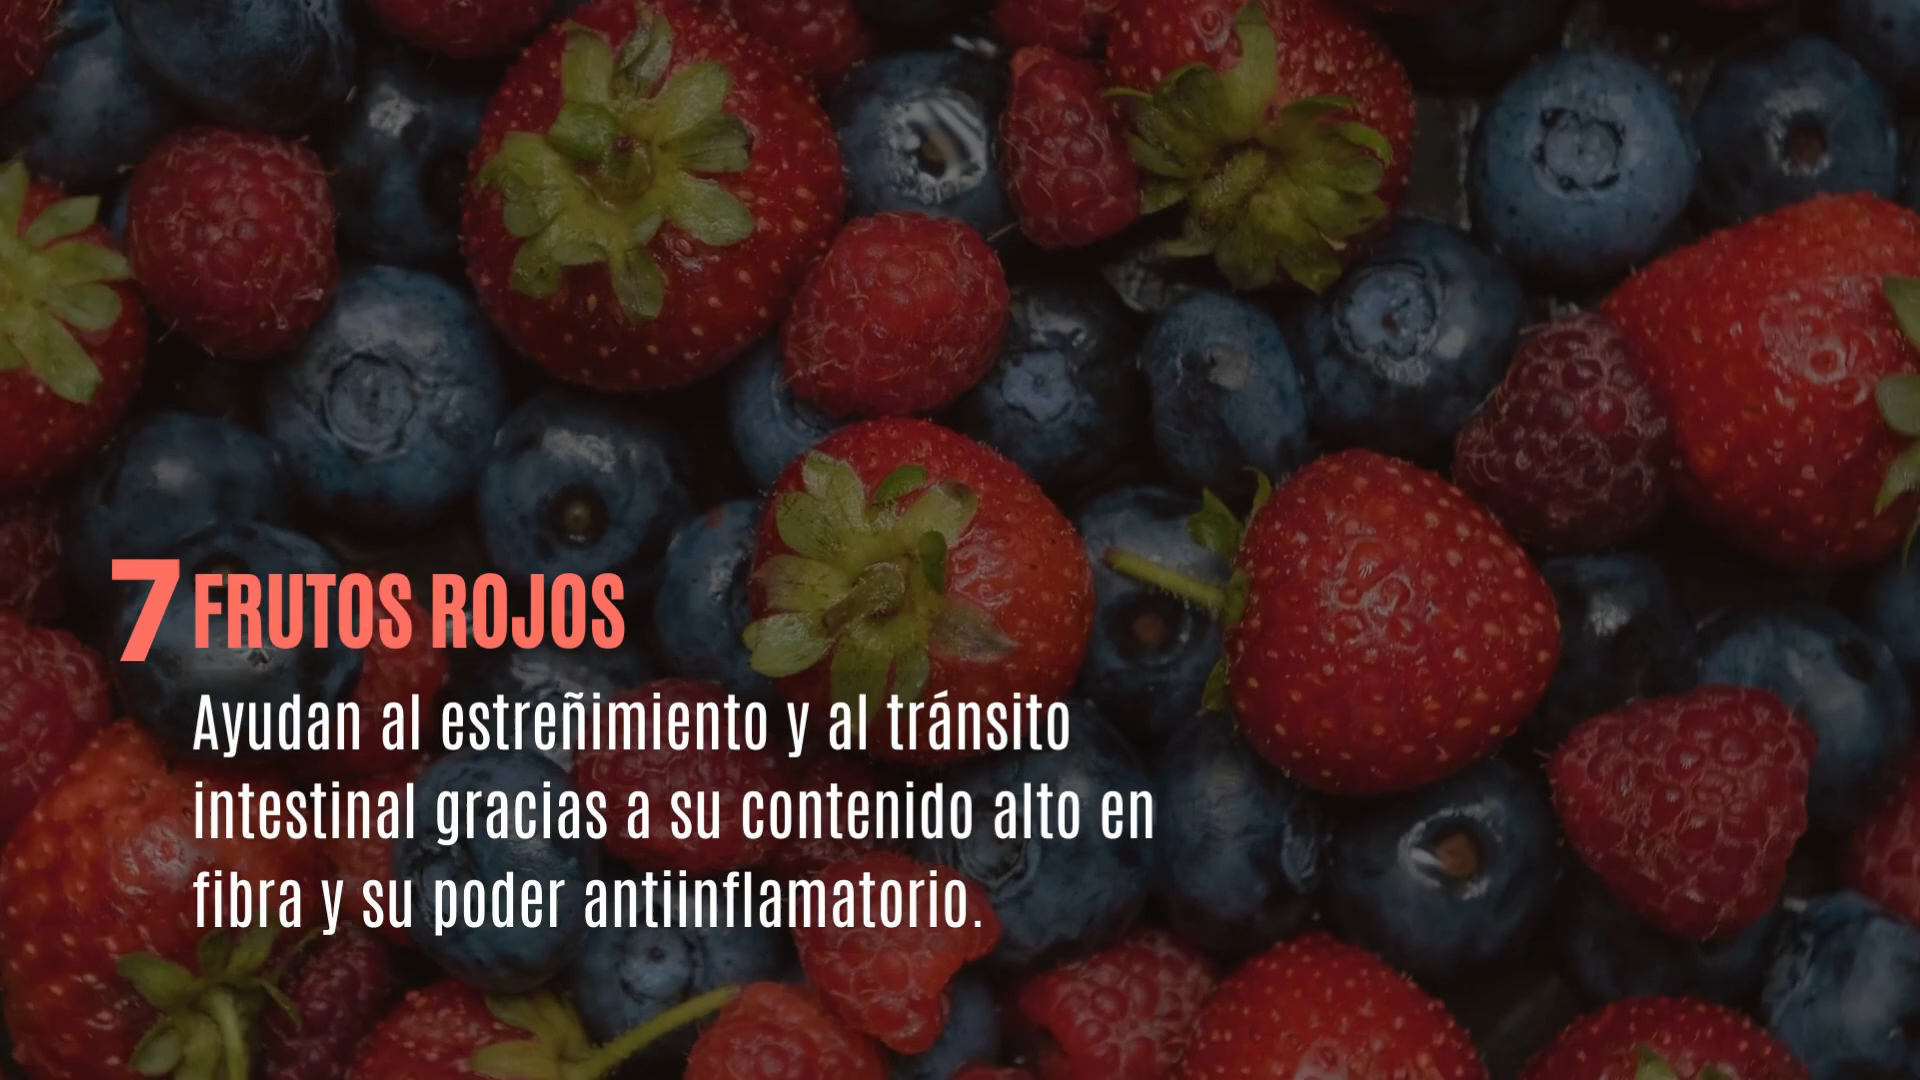 7 FRUTOS ROJOS
Ayudan al estreñimiento y al tránsito
intestinal gracias a su contenido alto en
fibra y su poder antiinflamatorio.